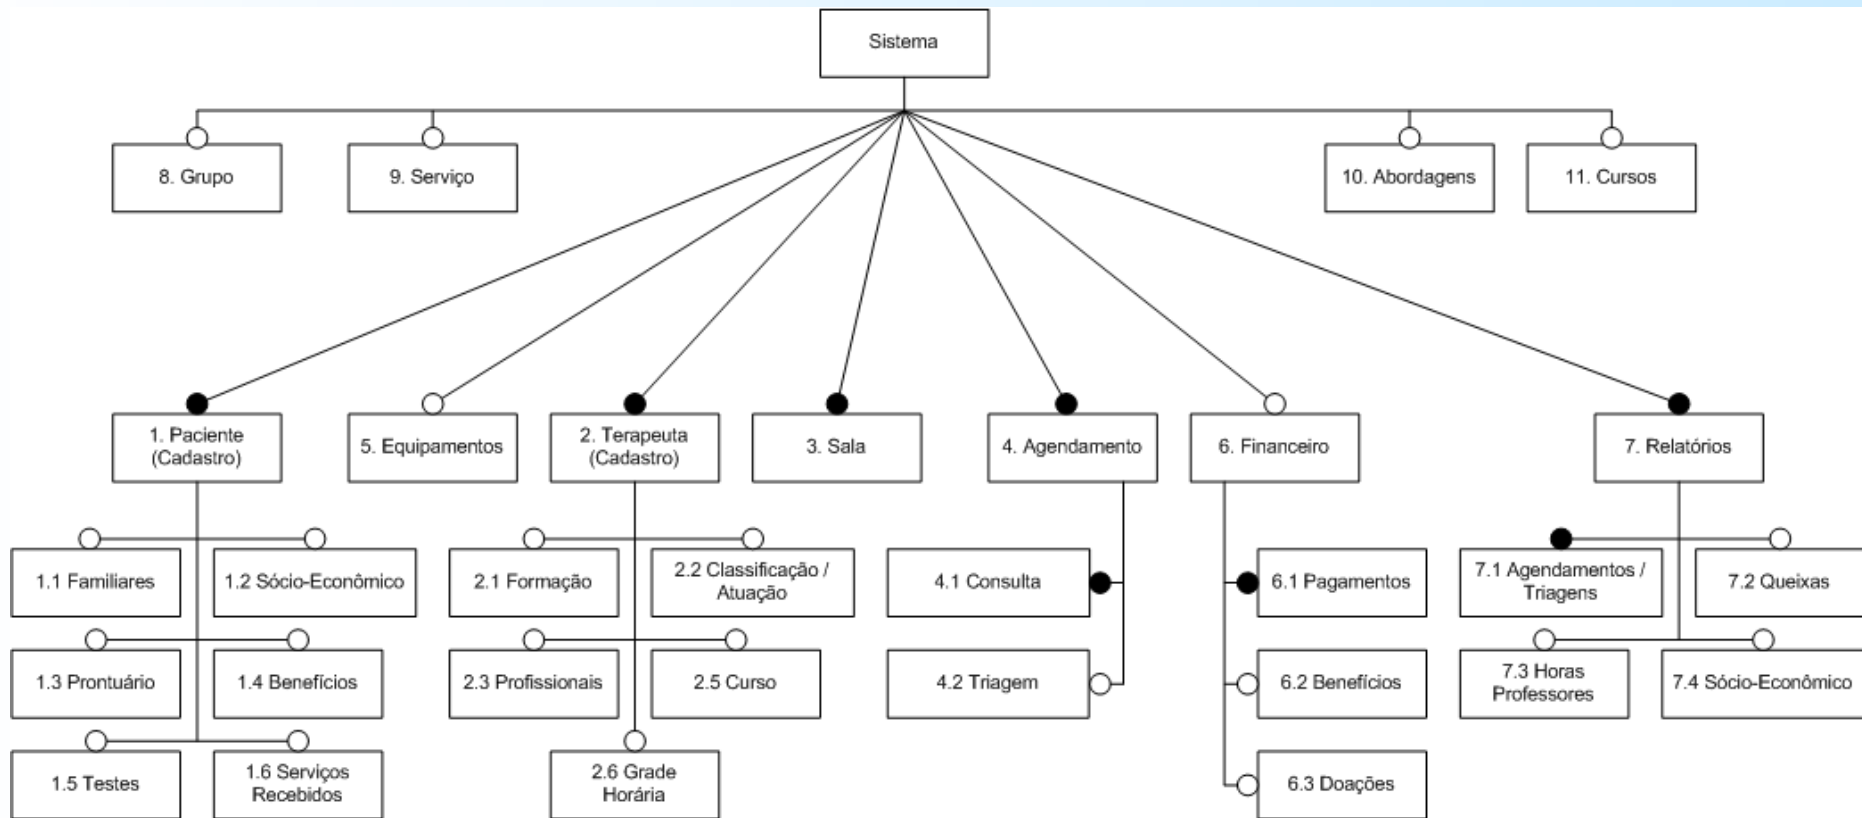 Sistema
8. Grupo
9. Serviço
10. Abordagens
11. Cursos
1. Paciente
(Cadastro)
5. Equipamentos
2. Terapeuta
(Cadastro)
3. Sala
4. Agendamento
6. Financeiro
7. Relatórios
1.1 Familiares
1.2 Sócio-Econômico
2.1 Formação
2.2 Classificação /
Atuação
4.1 Consulta
6.1 Pagamentos
7.1 Agendamentos /
Triagens
7.2 Queixas
1.3 Prontuário
1.4 Benefícios
2.3 Profissionais
2.5 Curso
4.2 Triagem
6.2 Benefícios
7.3 Horas
Professores
7.4 Sócio-Econômico
1.5 Testes
1.6 Serviços
Recebidos
2.6 Grade
Horária
6.3 Doações